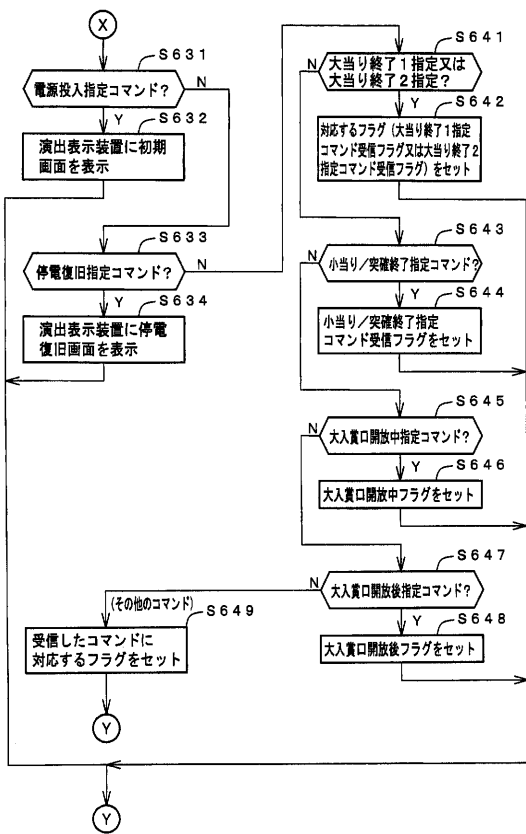 X
S631
電源投入指定コマンド?
N
Y
S632
演出表示装置に初期
画面を表示
S633
停電復旧指定コマンド?
N
Y
S634
演出表示装置に停電
復旧画面を表示
S641
大当り終了1指定又は
大当り終了2指定?
N
Y
S642
対応するフラグ(大当り終了1指定
コマンド受信フラグ又は大当り終了2
指定コマンド受信フラグ)をセット
S643
小当り/突確終了指定コマンド?
N
Y
S644
小当り/突確終了指定
コマンド受信フラグをセット
S645
大入賞口開放中指定コマンド?
N
Y
S646
大入賞口開放中フラグをセット
S647
大入賞口開放後指定コマンド?
N
Y
S648
大入賞口開放後フラグをセット
(その他のコマンド)
S649
受信したコマンドに
対応するフラグをセット
Y
Y